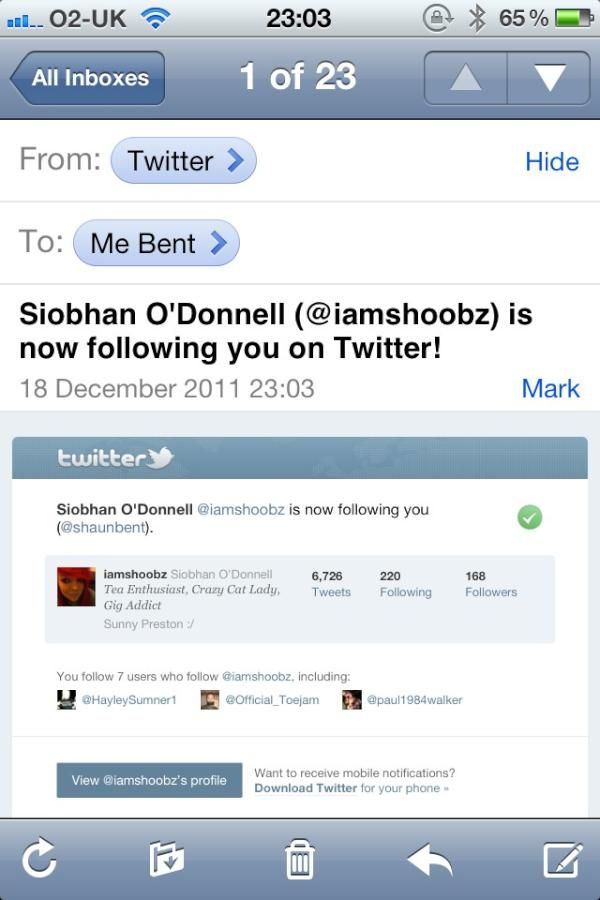 O2-UK 23:03 65%
All Inboxes 1 of 23
From: Twitter Hide
To: Me Bent
Siobhan O'Donnell (@iamshoobz) is
now following you on Twitter!
18 December 2011 23:03 Mark
twitter
Siobhan O'Donnell @iamshoobz is now following you
(@shaunbent).
iamshoobz Siobhan O'Donnell
Tea Enthusiast, Crazy Cat Lady,
Gig Addict
Sunny Preston :/
6,726 220 168
Tweets Following Followers
You follow 7 users who follow @iamshoobz, including:
@HayleySumner1 @Official_Toejam @paul1984walker
View @iamshoobz's profile
Want to receive mobile notifications?
Download Twitter for your phone »